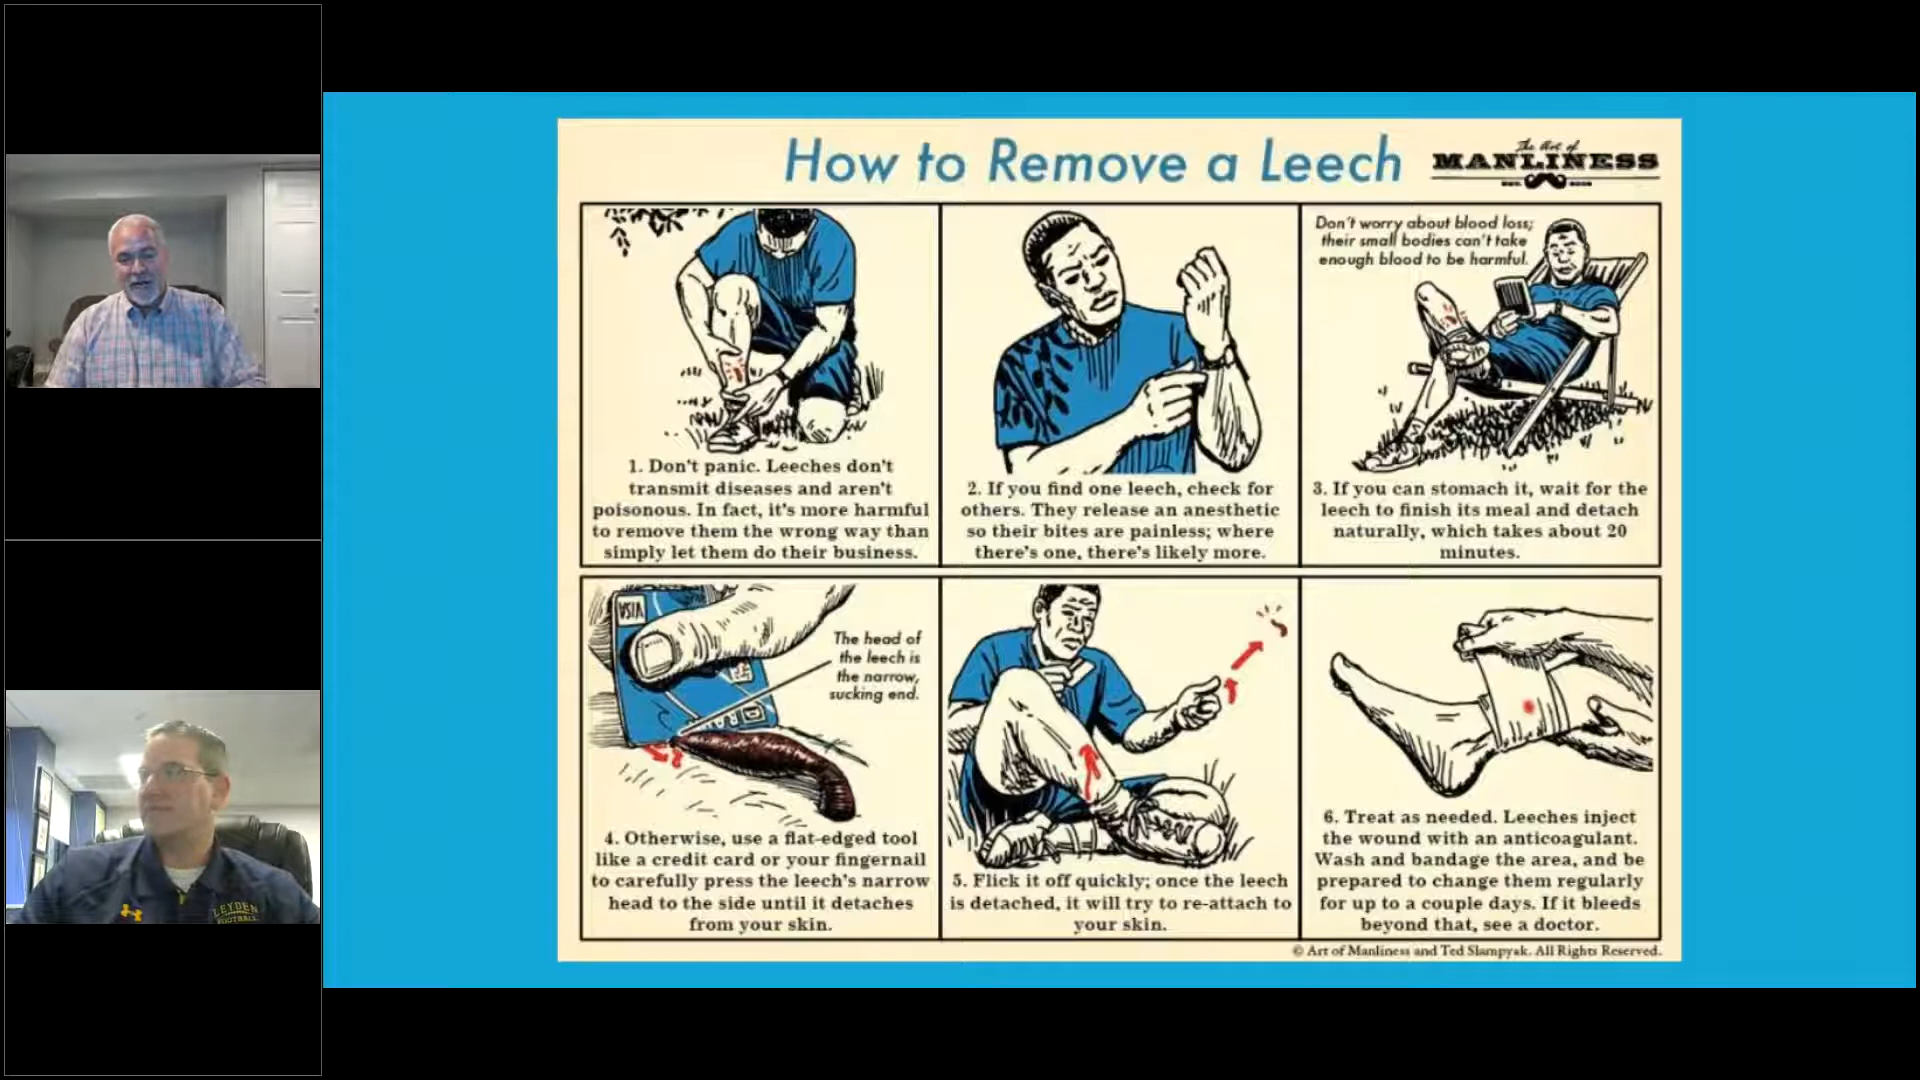 How to Remove a Leech
The Art of
MANLINESS
Don't worry about blood loss;
their small bodies can't take
enough blood to be harmful.
1. Don't panic. Leeches don't
transmit diseases and aren't
poisonous. In fact, it's more harmful
to remove them the wrong way than
simply let them do their business.
2. If you find one leech, check for
others. They release an anesthetic
so their bites are painless; where
there's one, there's likely more.
3. If you can stomach it, wait for the
leech to finish its meal and detach
naturally, which takes about 20
minutes.
VISA
The head of
the leech is
the narrow,
sucking end.
4. Otherwise, use a flat-edged tool
like a credit card or your fingernail
to carefully press the leech's narrow
head to the side until it detaches
from your skin.
5. Flick it off quickly; once the leech
is detached, it will try to re-attach to
your skin.
6. Treat as needed. Leeches inject
the wound with an anticoagulant.
Wash and bandage the area, and be
prepared to change them regularly
for up to a couple days. If it bleeds
beyond that, see a doctor.
© Art of Manliness and Ted Slampyak. All Rights Reserved.
LEYDEN
FOOTBALL